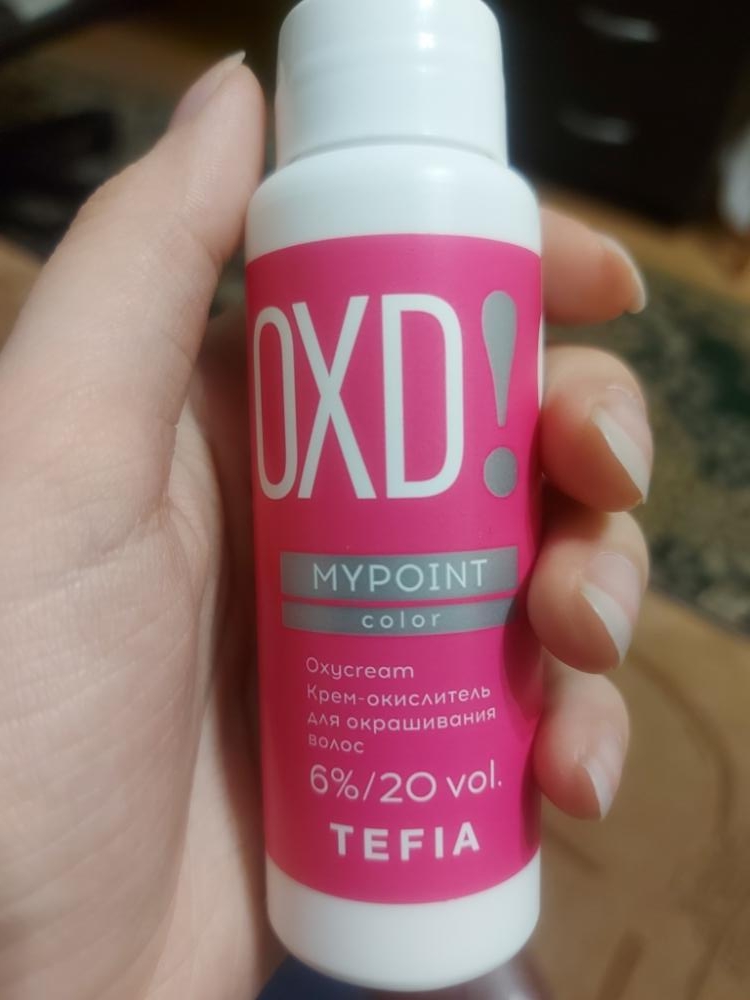 OXD!
MYPOINT
color
Oxycream
Крем-окислитель
для окрашивания
волос
6%/20 vol.
TEFIA